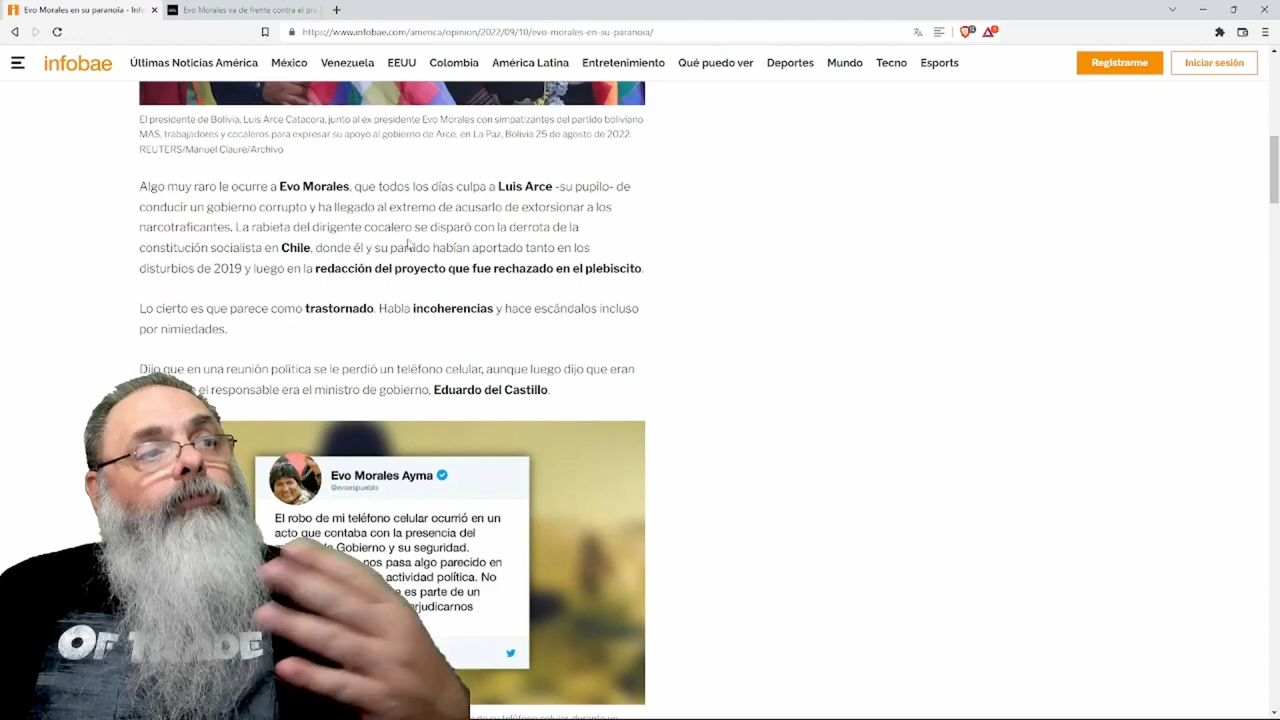 Evo Morales en su paranoia - Info
Evo Morales va de frente contra el pr
https://www.infobae.com/america/opinion/2022/09/10/evo-morales-en-su-paranoia/
infobae
Últimas Noticias América México Venezuela EEUU Colombia América Latina Entretenimiento Qué puedo ver Deportes Mundo Tecno Esports
Registrarme
Iniciar sesión
El presidente de Bolivia, Luis Arce Catacora, junto al ex presidente Evo Morales con simpatizantes del partido boliviano
MAS, trabajadores y cocaleros para expresar su apoyo al gobierno de Arce, en La Paz, Bolivia 25 de agosto de 2022.
REUTERS/Manuel Claure/Archivo
Algo muy raro le ocurre a Evo Morales, que todos los días culpa a Luis Arce -su pupilo- de
conducir un gobierno corrupto y ha llegado al extremo de acusarlo de extorsionar a los
narcotraficantes. La rabieta del dirigente cocalero se disparó con la derrota de la
constitución socialista en Chile, donde él y su partido habían aportado tanto en los
disturbios de 2019 y luego en la redacción del proyecto que fue rechazado en el plebiscito.
Lo cierto es que parece como trastornado. Habla incoherencias y hace escándalos incluso
por nimiedades.
Dijo que en una reunión política se le perdió un teléfono celular, aunque luego dijo que eran
el responsable era el ministro de gobierno, Eduardo del Castillo.
Evo Morales Ayma
@evoespueblo
El robo de mi teléfono celular ocurrió en un
acto que contaba con la presencia del
de Gobierno y su seguridad.
nos pasa algo parecido en
actividad política. No
es parte de un
OF TRADE